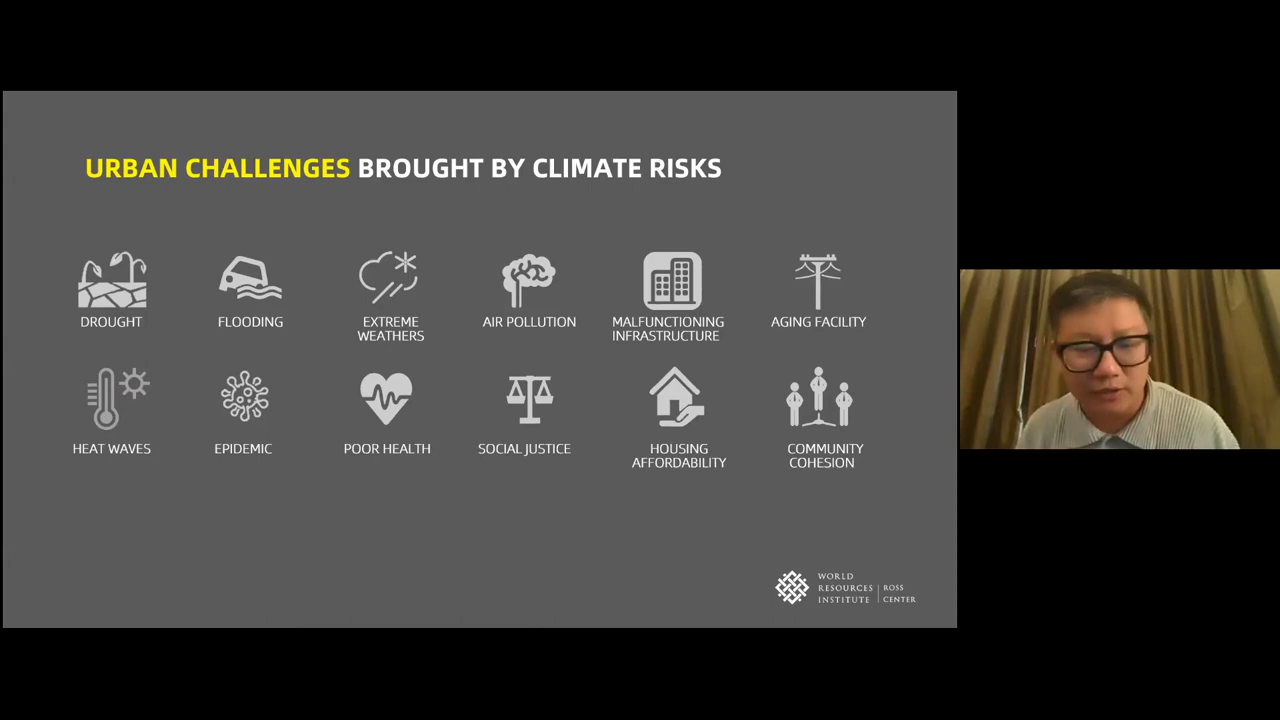 URBAN CHALLENGES BROUGHT BY CLIMATE RISKS
DROUGHT
FLOODING
EXTREME
WEATHERS
AIR POLLUTION
MALFUNCTIONING
INFRASTRUCTURE
AGING FACILITY
HEAT WAVES
EPIDEMIC
POOR HEALTH
SOCIAL JUSTICE
HOUSING
AFFORDABILITY
COMMUNITY
COHESION
WORLD
RESOURCES
INSTITUTE
ROSS
CENTER